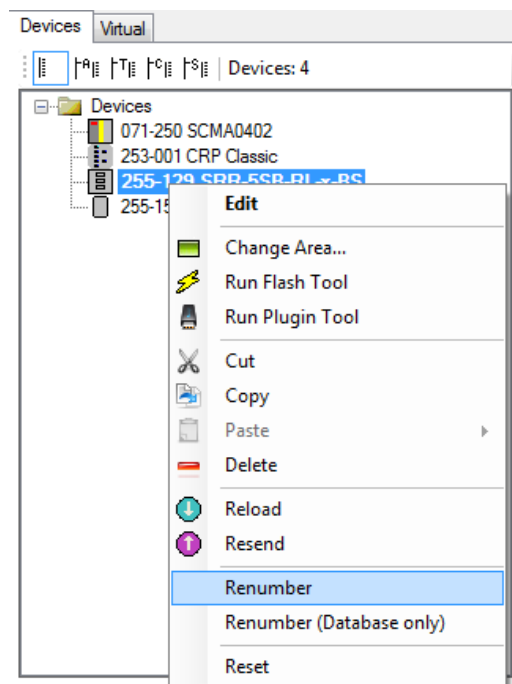 Devices Virtual
Devices: 4
Devices
071-250 SCMA0402
253-001 CRP Classic
255-129 SRR-5SB-RL-x-BS
255-15
Edit
Change Area...
Run Flash Tool
Run Plugin Tool
Cut
Copy
Paste
Delete
Reload
Resend
Renumber
Renumber (Database only)
Reset